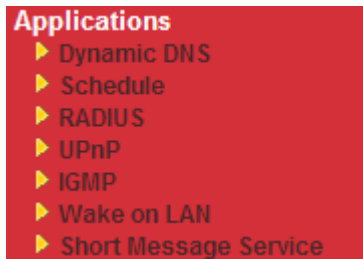 Applications
Dynamic DNS
Schedule
RADIUS
UPnP
IGMP
Wake on LAN
Short Message Service